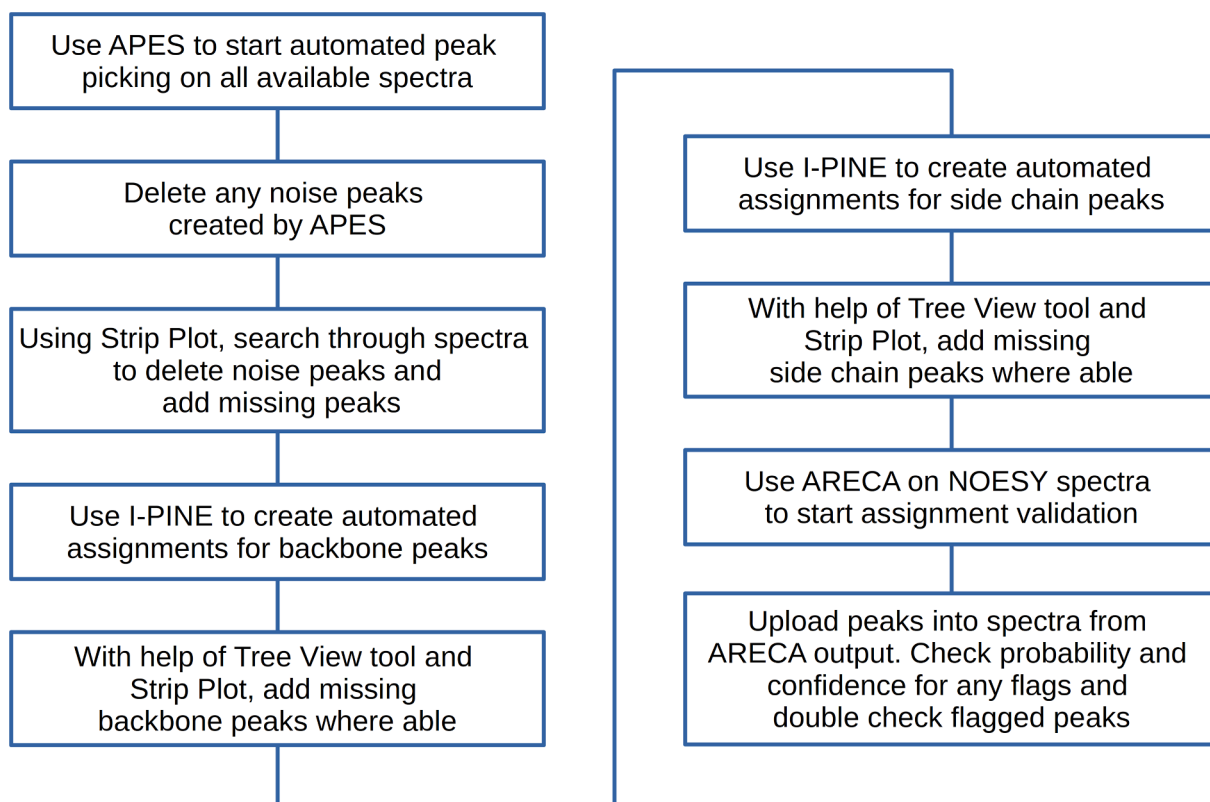 Use APES to start automated peak
picking on all available spectra
Delete any noise peaks
created by APES
Using Strip Plot, search through spectra
to delete noise peaks and
add missing peaks
Use I-PINE to create automated
assignments for backbone peaks
With help of Tree View tool and
Strip Plot, add missing
backbone peaks where able
Use I-PINE to create automated
assignments for side chain peaks
With help of Tree View tool and
Strip Plot, add missing
side chain peaks where able
Use ARECA on NOESY spectra
to start assignment validation
Upload peaks into spectra from
ARECA output. Check probability and
confidence for any flags and
double check flagged peaks